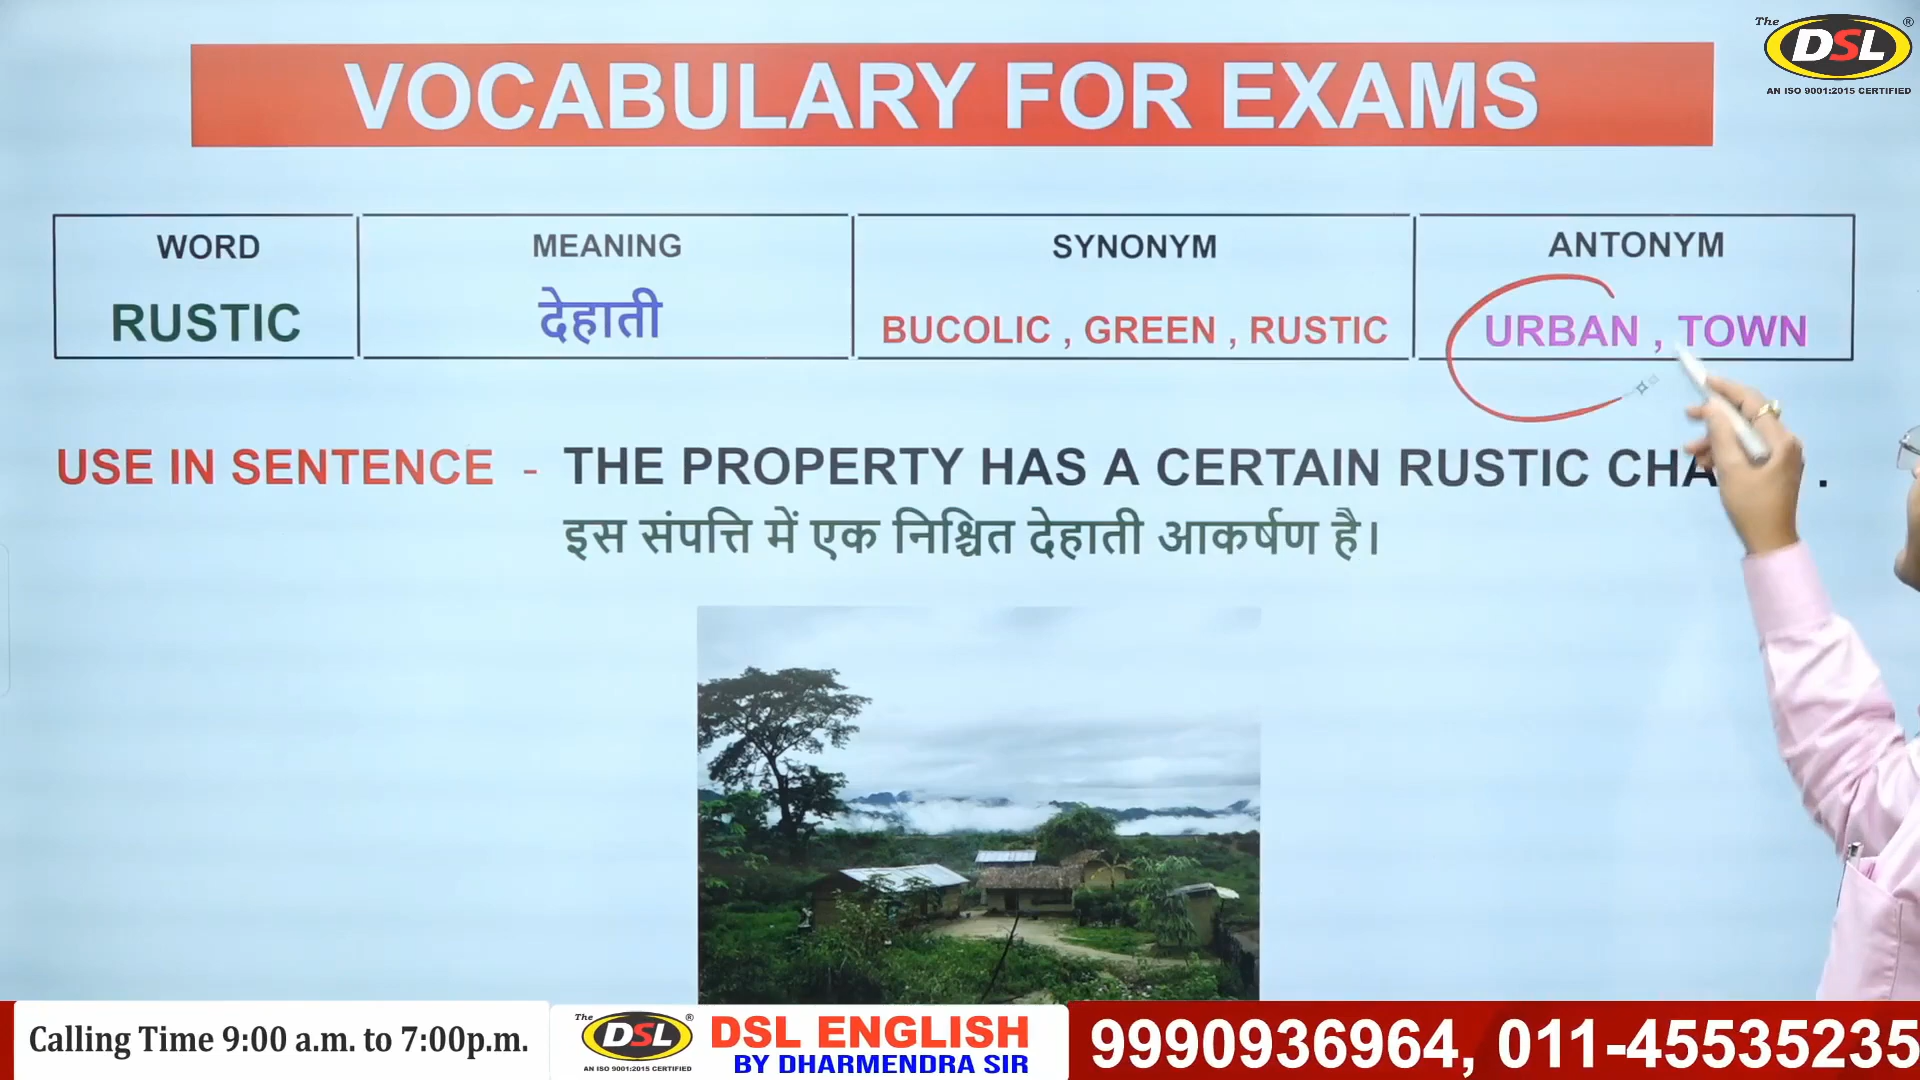 The DSL ®
AN ISO 9001:2015 CERTIFIED
VOCABULARY FOR EXAMS
WORD MEANING SYNONYM ANTONYM
RUSTIC देहाती BUCOLIC , GREEN , RUSTIC URBAN , TOWN
USE IN SENTENCE - THE PROPERTY HAS A CERTAIN RUSTIC CHA .
इस संपत्ति में एक निश्चित देहाती आकर्षण है।
Calling Time 9:00 a.m. to 7:00p.m.
The DSL ®
AN ISO 9001:2015 CERTIFIED
DSL ENGLISH
BY DHARMENDRA SIR
9990936964, 011-45535235